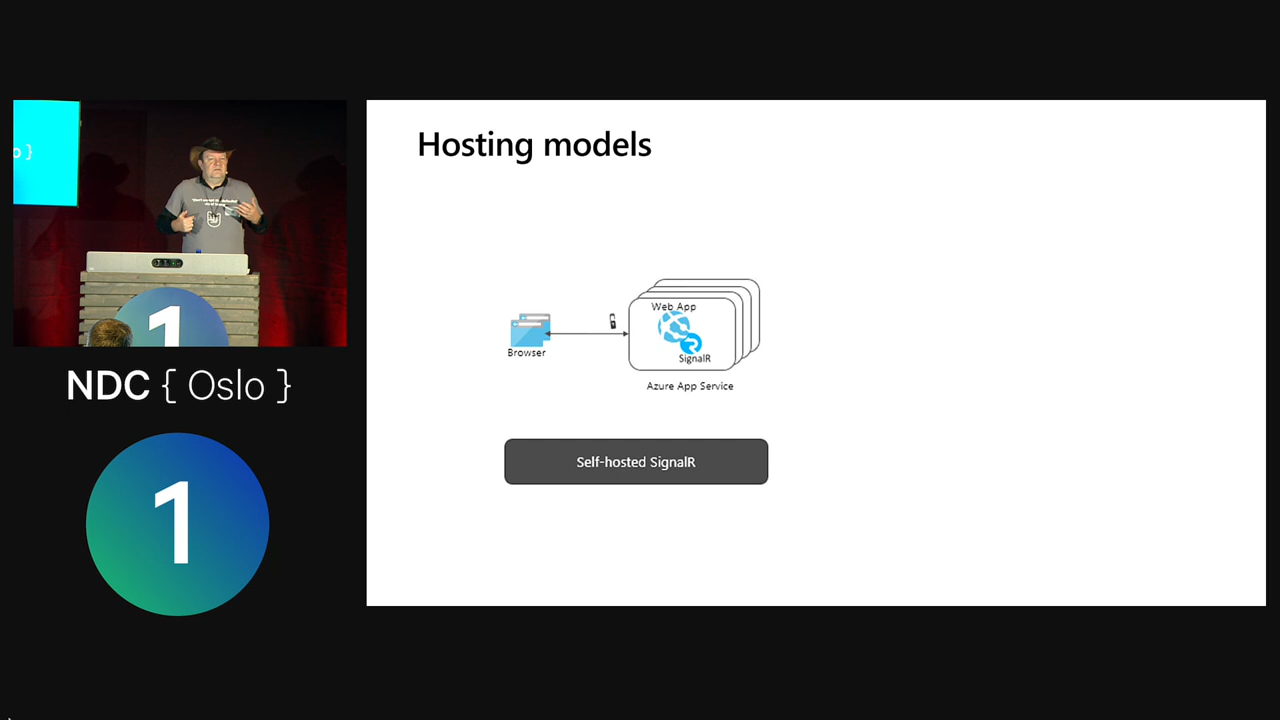 Hosting models
Web App
SignalR
Browser
Azure App Service
Self-hosted SignalR
o }
1
NDC { Oslo }
1